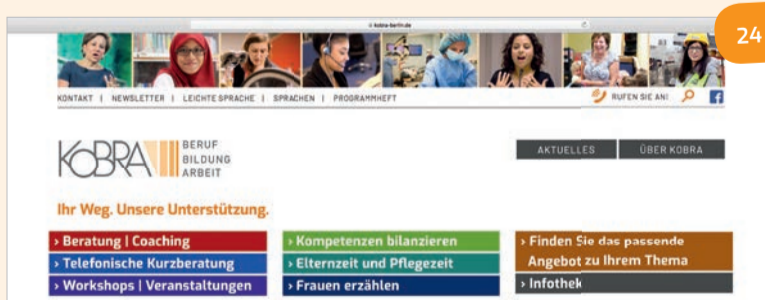 kobra-berlin.de
24
KONTAKT | NEWSLETTER | LEICHTE SPRACHE | SPRACHEN | PROGRAMMHEFT
RUFEN SIE AN!
KOBRA BERUF
BILDUNG
ARBEIT
AKTUELLES ÜBER KOBRA
Ihr Weg. Unsere Unterstützung.
› Beratung | Coaching
› Telefonische Kurzberatung
› Workshops | Veranstaltungen
› Kompetenzen bilanzieren
› Elternzeit und Pflegezeit
› Frauen erzählen
› Finden Sie das passende
Angebot zu Ihrem Thema
› Infothek